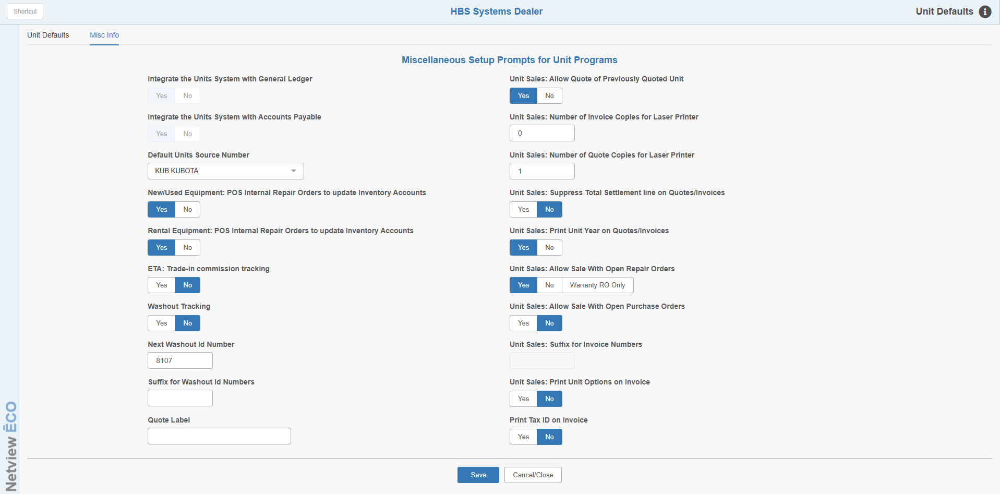 Shortcut
HBS Systems Dealer
Unit Defaults
Unit Defaults
Misc Info
Miscellaneous Setup Prompts for Unit Programs
Integrate the Units System with General Ledger
Yes No
Integrate the Units System with Accounts Payable
Yes No
Default Units Source Number
KUB KUBOTA
New/Used Equipment: POS Internal Repair Orders to update Inventory Accounts
Yes No
Rental Equipment: POS Internal Repair Orders to update Inventory Accounts
Yes No
ETA: Trade-in commission tracking
Yes No
Washout Tracking
Yes No
Next Washout Id Number
8107
Suffix for Washout Id Numbers
Quote Label
Unit Sales: Allow Quote of Previously Quoted Unit
Yes No
Unit Sales: Number of Invoice Copies for Laser Printer
0
Unit Sales: Number of Quote Copies for Laser Printer
1
Unit Sales: Suppress Total Settlement line on Quotes/Invoices
Yes No
Unit Sales: Print Unit Year on Quotes/Invoices
Yes No
Unit Sales: Allow Sale With Open Repair Orders
Yes No Warranty RO Only
Unit Sales: Allow Sale With Open Purchase Orders
Yes No
Unit Sales: Suffix for Invoice Numbers
Unit Sales: Print Unit Options on Invoice
Yes No
Print Tax ID on Invoice
Yes No
Save
Cancel/Close
Netview ĒCO